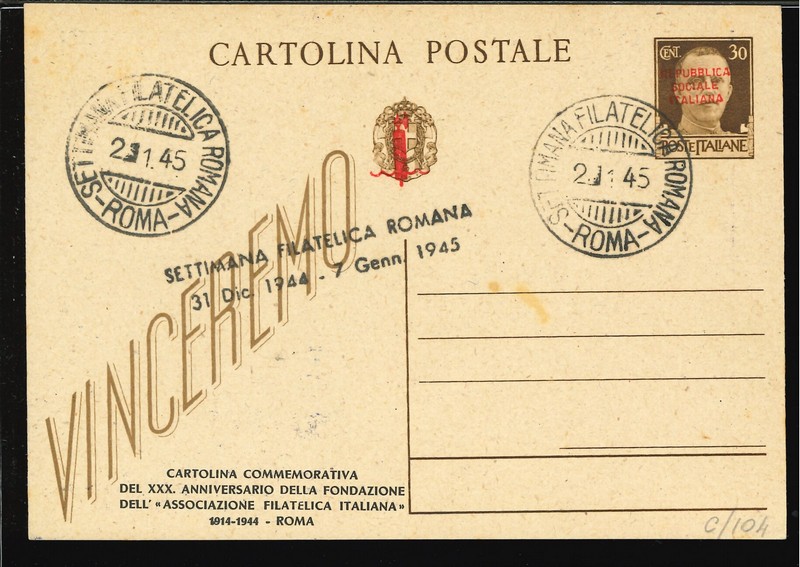 CARTOLINA POSTALE
CENT. 30
REPUBBLICA
SOCIALE
ITALIANA
POSTE ITALIANE
SETTIMANA FILATELICA ROMANA
2 1.45
-ROMA-
SETTIMANA FILATELICA ROMANA
2 1 45
-ROMA-
VINCEREMO
SETTIMANA FILATELICA ROMANA
31 Dic. 1944 - 7 Genn. 1945
CARTOLINA COMMEMORATIVA
DEL XXX. ANNIVERSARIO DELLA FONDAZIONE
DELL' «ASSOCIAZIONE FILATELICA ITALIANA»
1914-1944 - ROMA
C/104